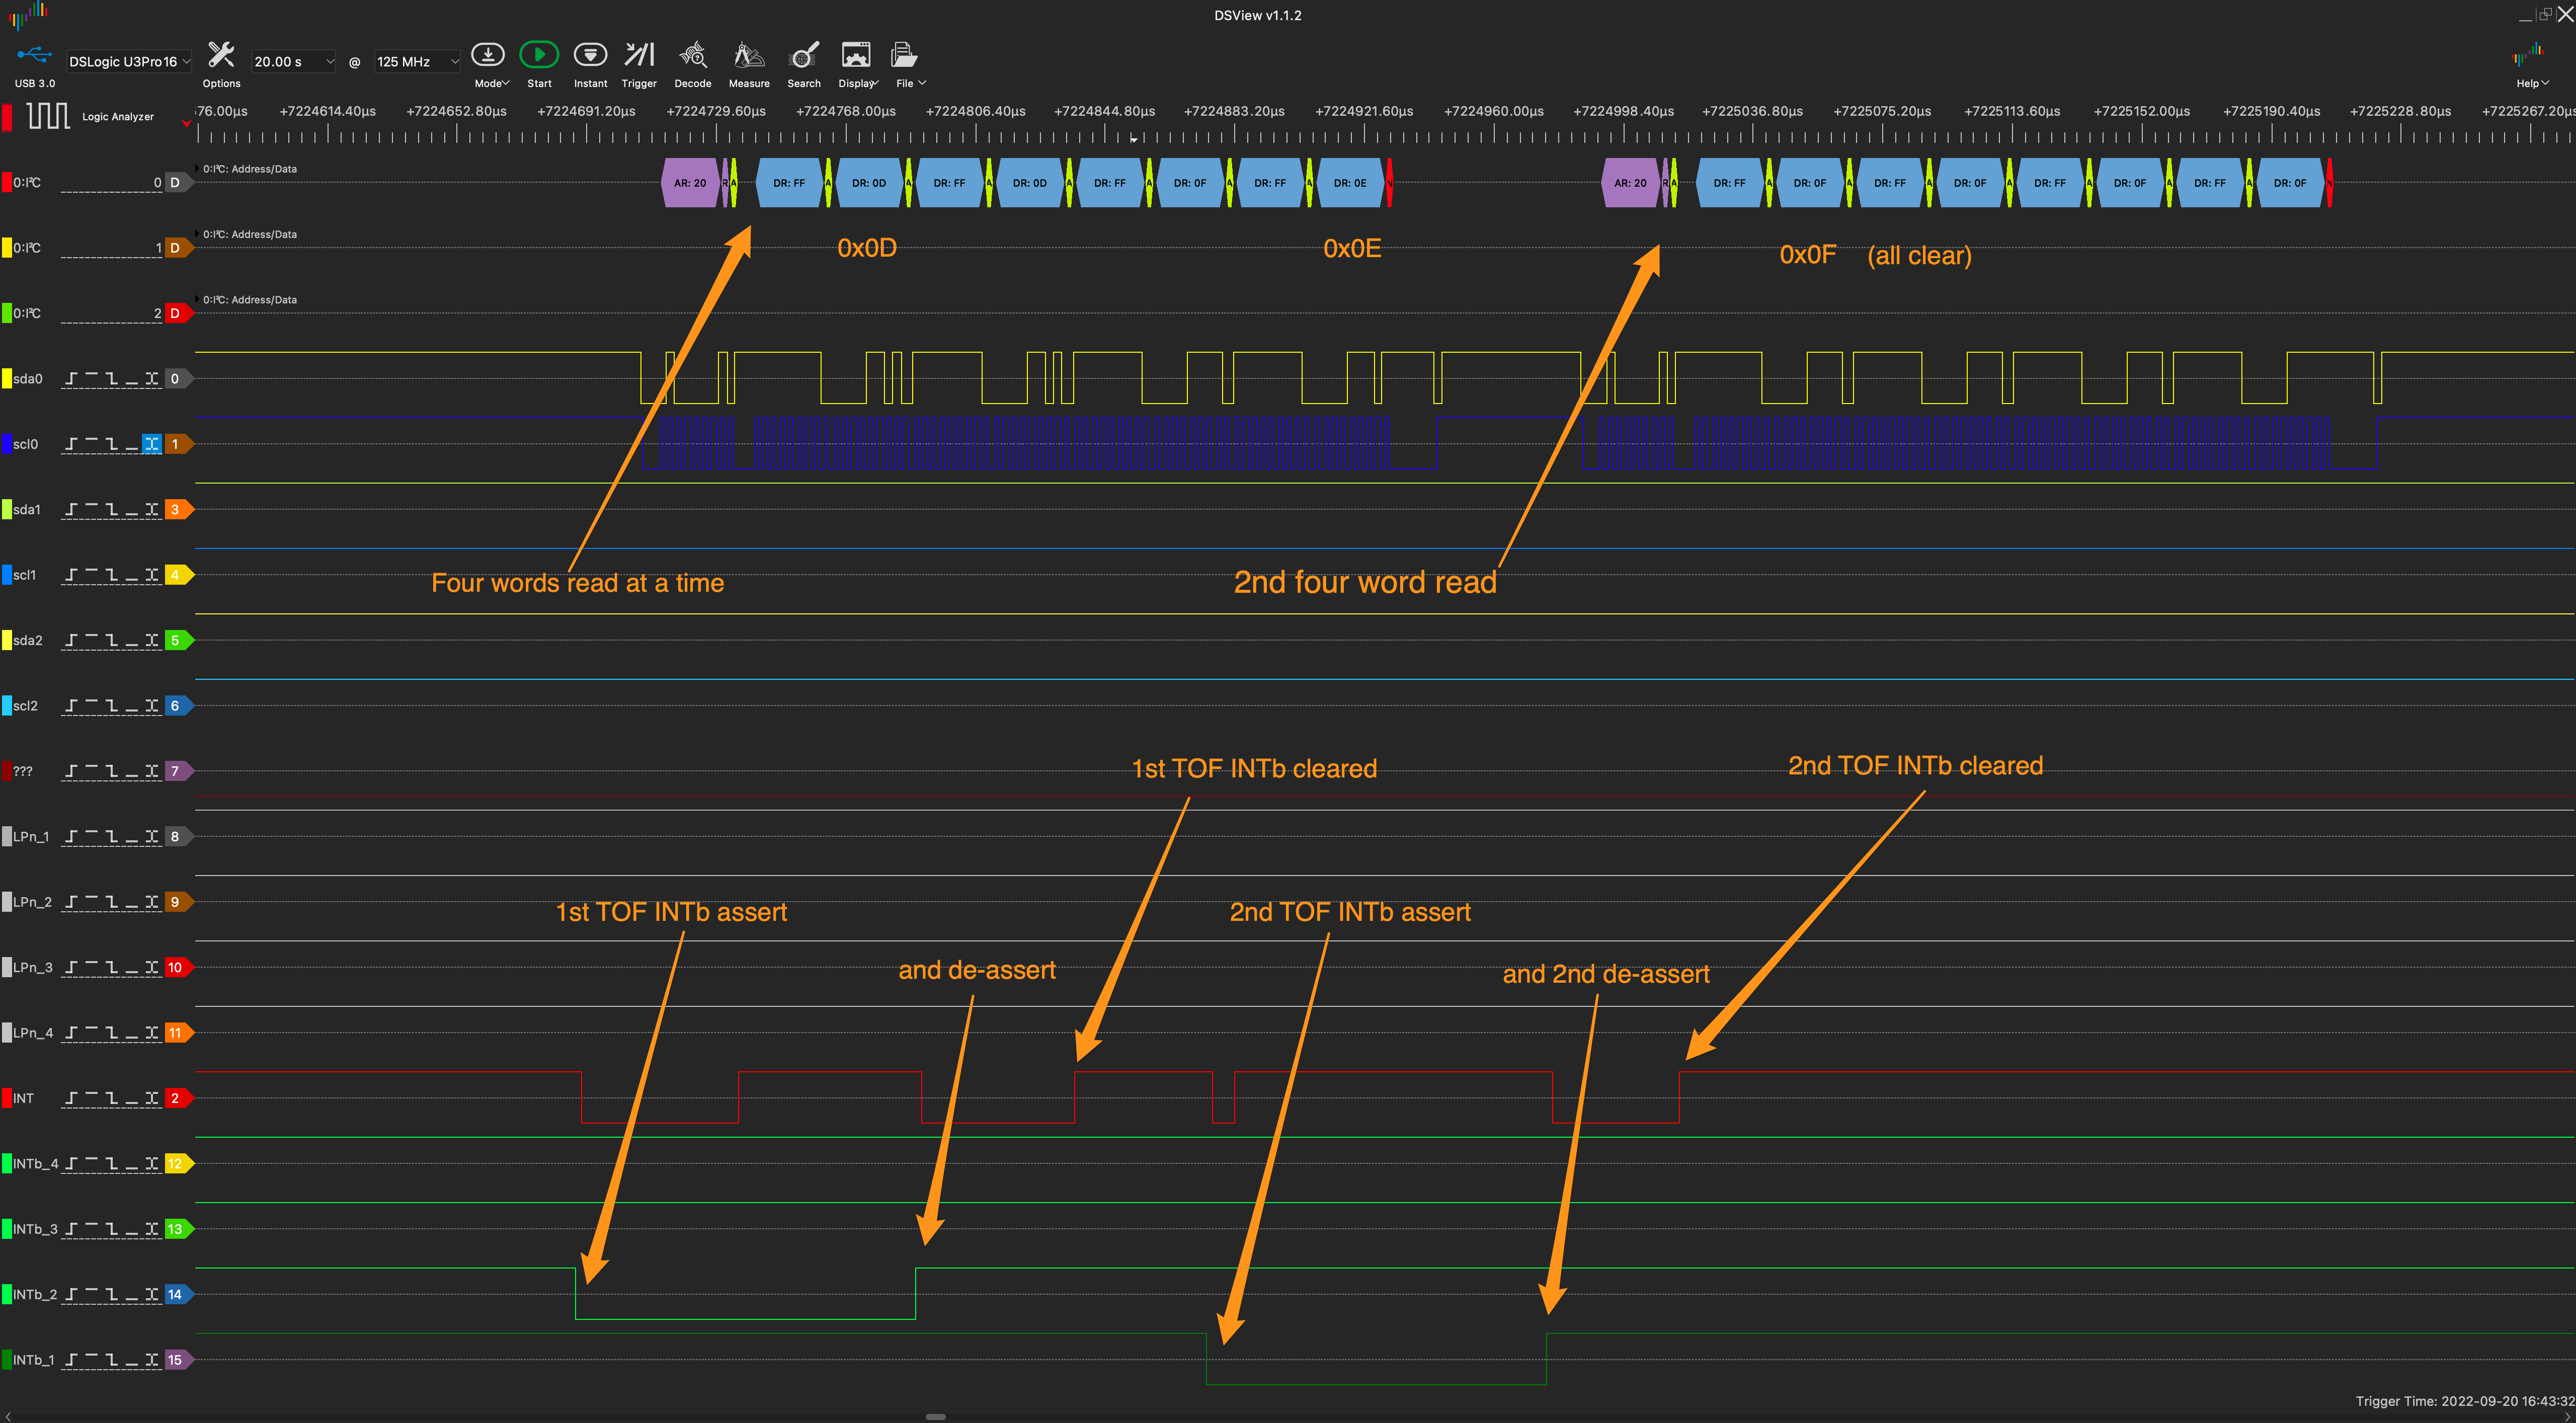 DSView v1.1.2
USB 3.0
DSLogic U3Pro16
Options
20.00 s
@
125 MHz
Mode
Start
Instant
Trigger
Decode
Measure
Search
Display
File
Help
Logic Analyzer
576.00µs +7224614.40µs +7224652.80µs +7224691.20µs +7224729.60µs +7224768.00µs +7224806.40µs +7224844.80µs +7224883.20µs +7224921.60µs +7224960.00µs +7224998.40µs +7225036.80µs +7225075.20µs +7225113.60µs +7225152.00µs +7225190.40µs +7225228.80µs +7225267.20µs
0:I²C 0 D 0:I²C: Address/Data
AR: 20 R A DR: FF A DR: 0D A DR: FF A DR: 0D A DR: FF A DR: 0F A DR: FF A DR: 0E N
AR: 20 R A DR: FF A DR: 0F A DR: FF A DR: 0F A DR: FF A DR: 0F A DR: FF A DR: 0F N
0:I²C 1 D 0:I²C: Address/Data
0x0D 0x0E 0x0F (all clear)
0:I²C 2 D 0:I²C: Address/Data
sda0 0
scl0 1
sda1 3
scl1 4
Four words read at a time
2nd four word read
sda2 5
scl2 6
??? 7
1st TOF INTb cleared
2nd TOF INTb cleared
LPn_1 8
LPn_2 9
1st TOF INTb assert
2nd TOF INTb assert
LPn_3 10
and de-assert
and 2nd de-assert
LPn_4 11
INT 2
INTb_4 12
INTb_3 13
INTb_2 14
INTb_1 15
Trigger Time: 2022-09-20 16:43:32